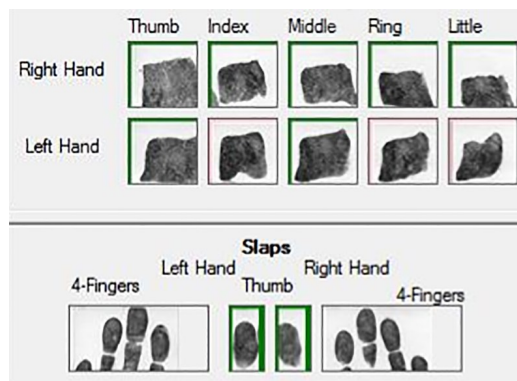 Thumb Index Middle Ring Little
Right Hand
Left Hand
Slaps
Left Hand Right Hand
4-Fingers Thumb 4-Fingers